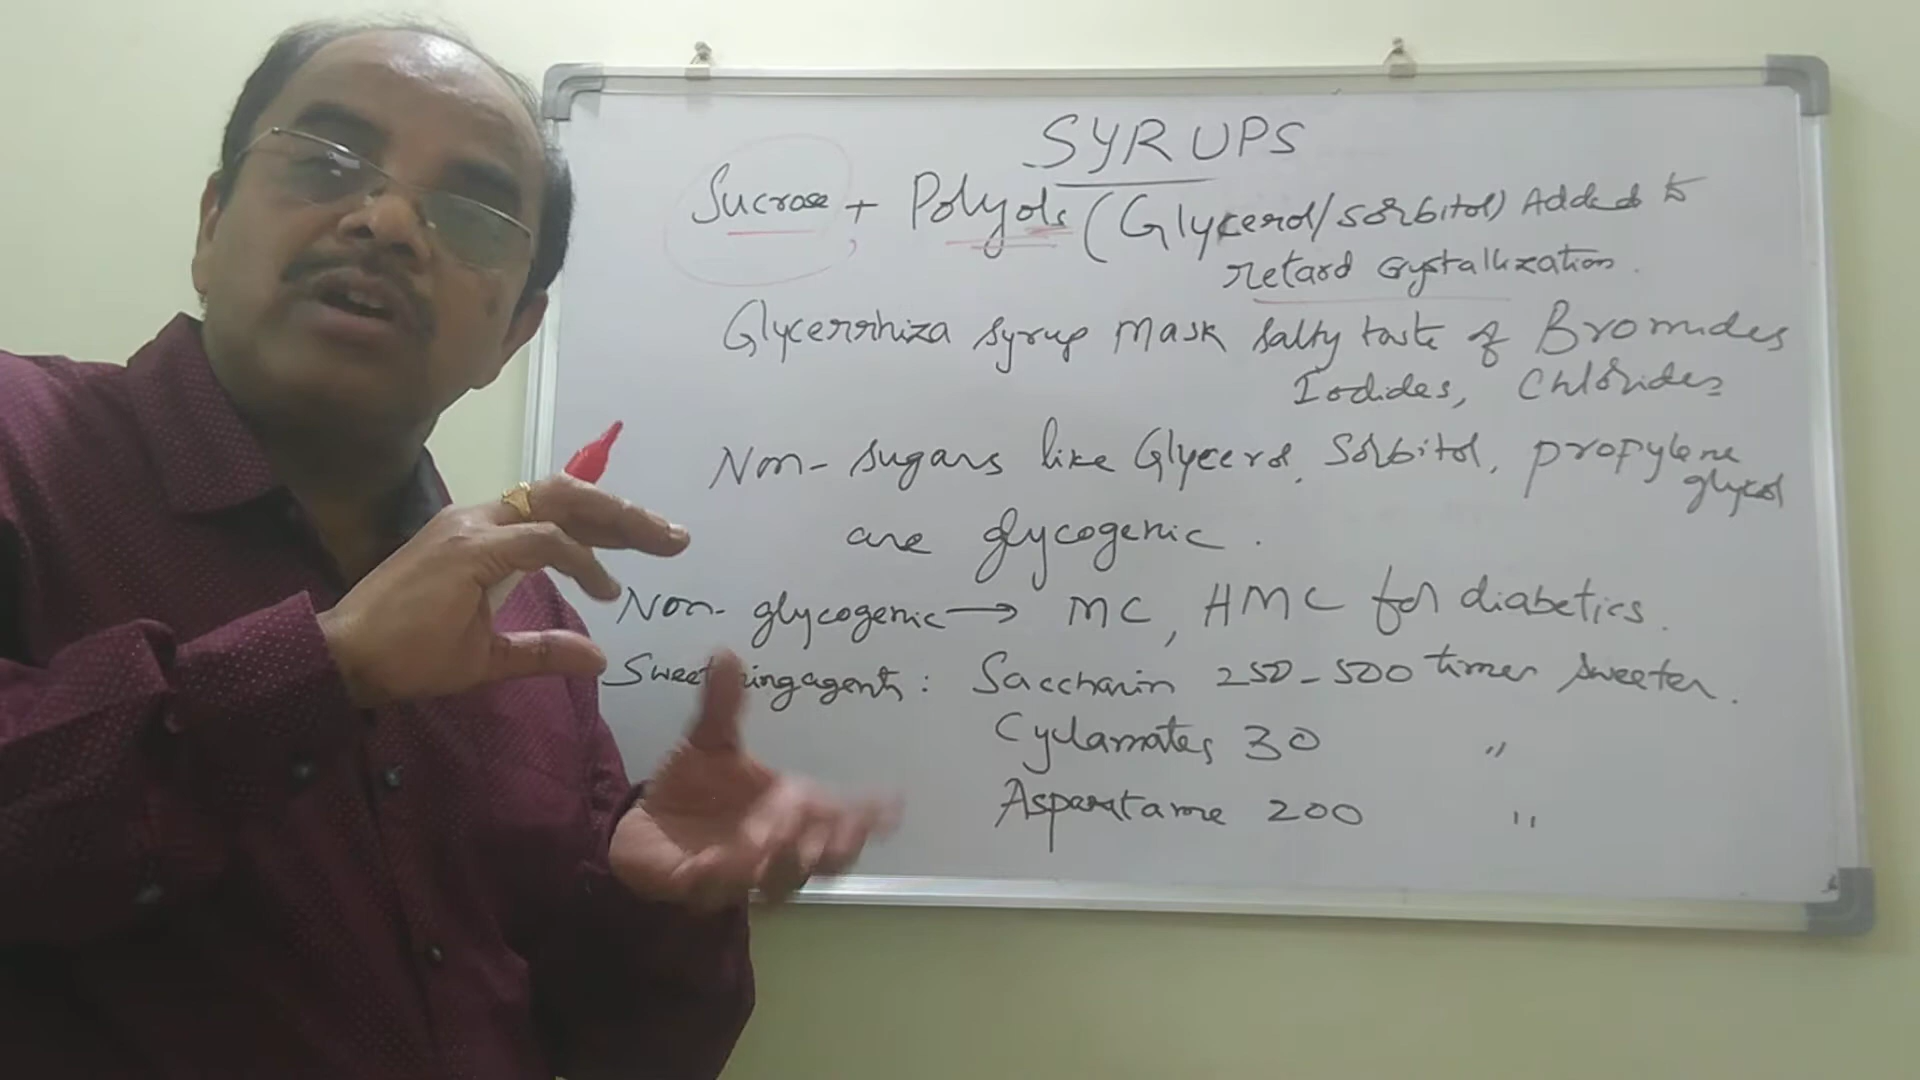 SYRUPS
Sucrose + Polyols (Glycerol/sorbitol) Added to
retard crystallization.
Glycerrhiza syrup Mask salty taste of Bromides
Iodides, Chlorides
Non-sugars like Glycerol, Sorbitol, propylene
glycol
are glycogenic.
Non-glycogenic → MC, HMC for diabetics.
Sweet ing agents: Saccharin 250-500 times sweeter.
Cyclamates 30 "
Aspartame 200 "